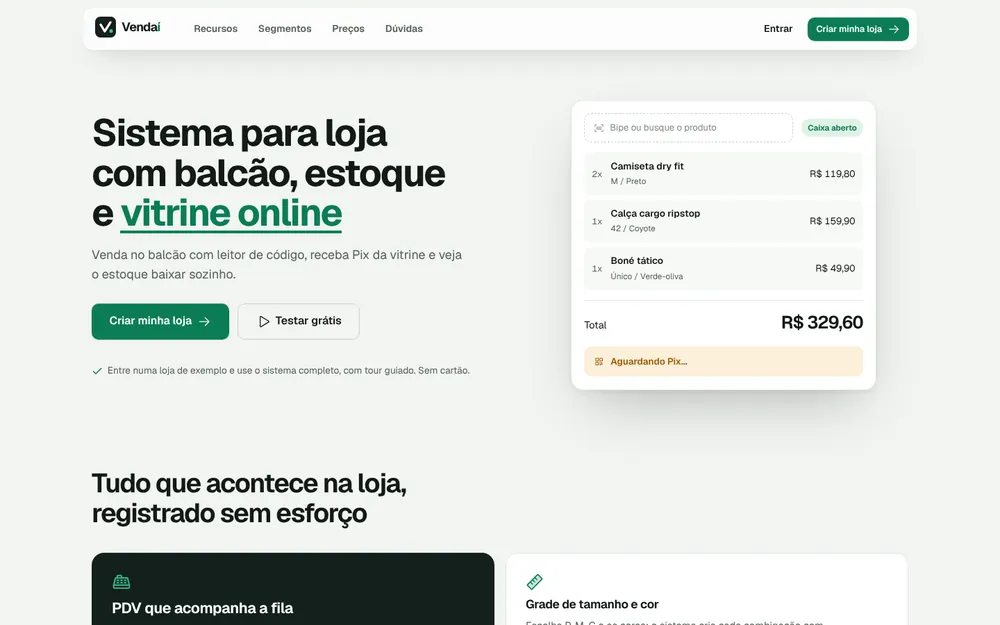 Vendaí
Recursos
Segmentos
Preços
Dúvidas
Entrar
Criar minha loja
Sistema para loja
com balcão, estoque
e vitrine online
Venda no balcão com leitor de código, receba Pix da vitrine e veja
o estoque baixar sozinho.
Criar minha loja
Testar grátis
Entre numa loja de exemplo e use o sistema completo, com tour guiado. Sem cartão.
Bipe ou busque o produto
Caixa aberto
2x
Camiseta dry fit
M / Preto
R$ 119,80
1x
Calça cargo ripstop
42 / Coyote
R$ 159,90
1x
Boné tático
Único / Verde-oliva
R$ 49,90
Total
R$ 329,60
Aguardando Pix...
Tudo que acontece na loja,
registrado sem esforço
PDV que acompanha a fila
Grade de tamanho e cor